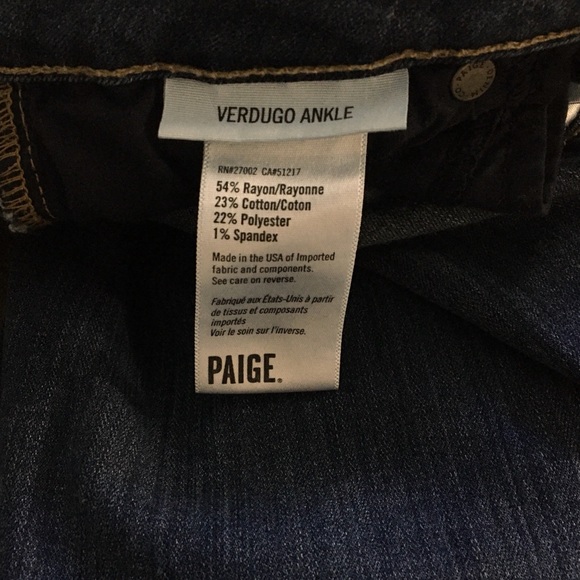 VERDUGO ANKLE
RN#27002 CA#51217
54% Rayon/Rayonne
23% Cotton/Coton
22% Polyester
1% Spandex
Made in the USA of Imported
fabric and components.
See care on reverse.
Fabriqué aux États-Unis à partir
de tissus et composants
importés
Voir le soin sur l'inverse.
PAIGE®